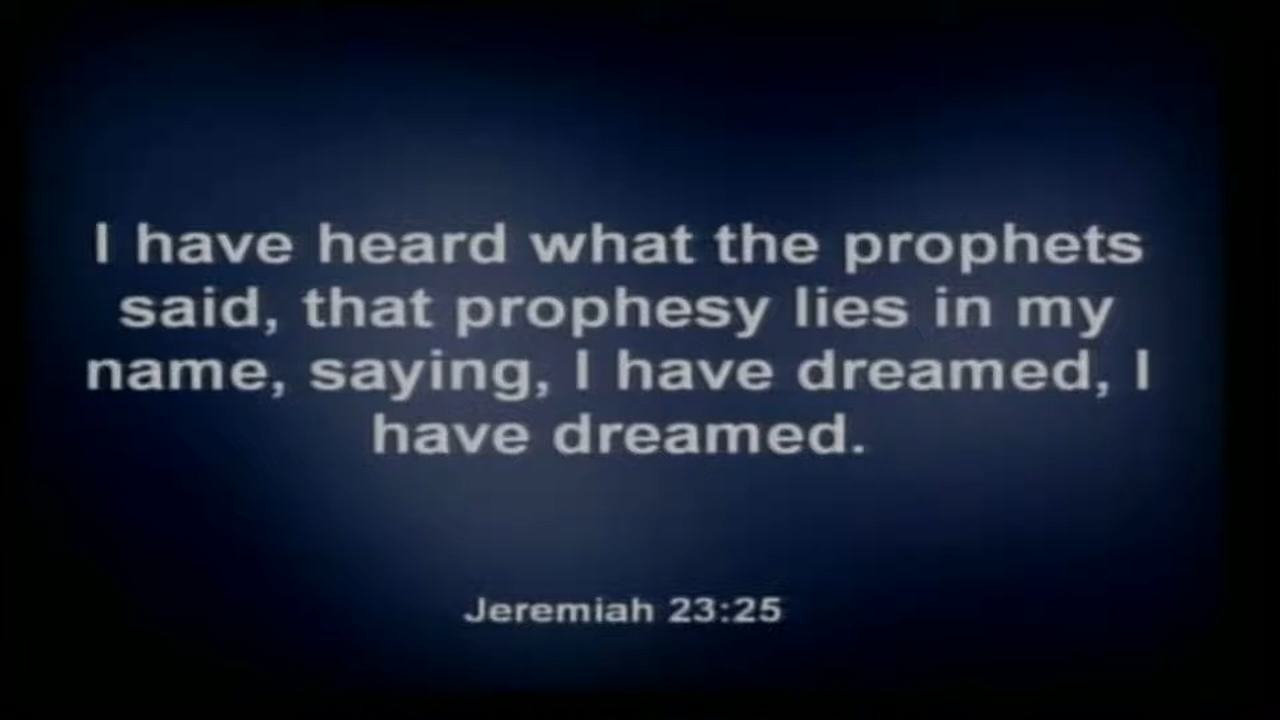 I have heard what the prophets
said, that prophesy lies in my
name, saying, I have dreamed, I
have dreamed.
Jeremiah 23:25